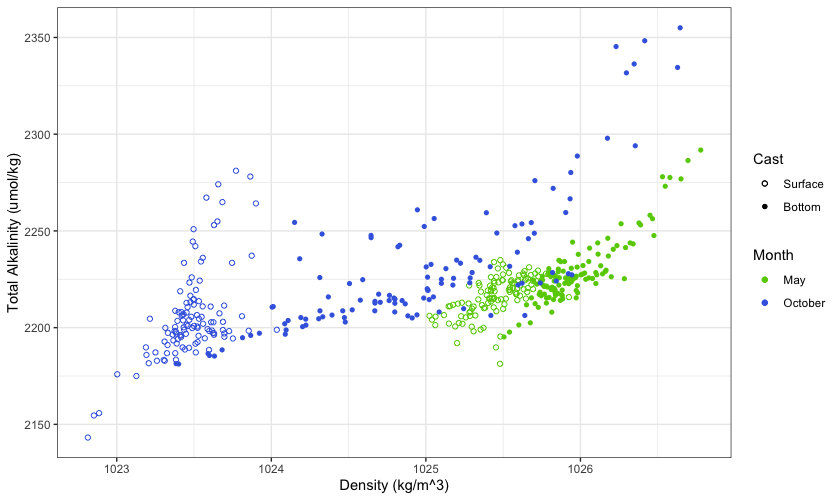 Total Alkalinity (umol/kg)
2350
2300
2250
2200
2150
1023
1024
1025
1026
Density (kg/m^3)
Cast
Surface
Bottom
Month
May
October